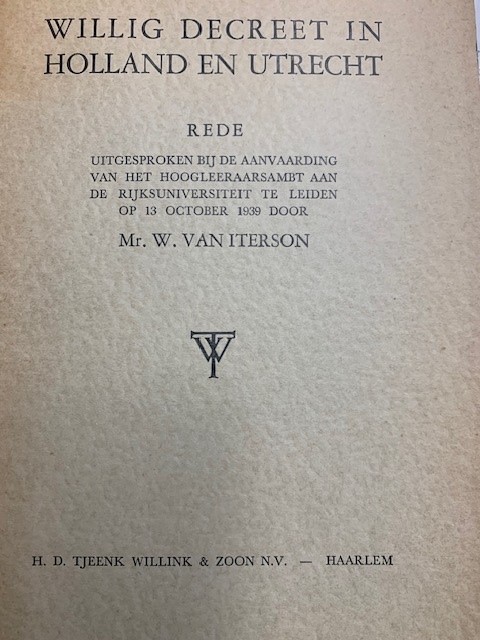 WILLIG DECREET IN
HOLLAND EN UTRECHT
REDE
UITGESPROKEN BIJ DE AANVAARDING
VAN HET HOOGLEERAARSAMBT AAN
DE RIJKSUNIVERSITEIT TE LEIDEN
OP 13 OCTOBER 1939 DOOR
Mr. W. VAN ITERSON
TW
H. D. TJEENK WILLINK & ZOON N.V. — HAARLEM